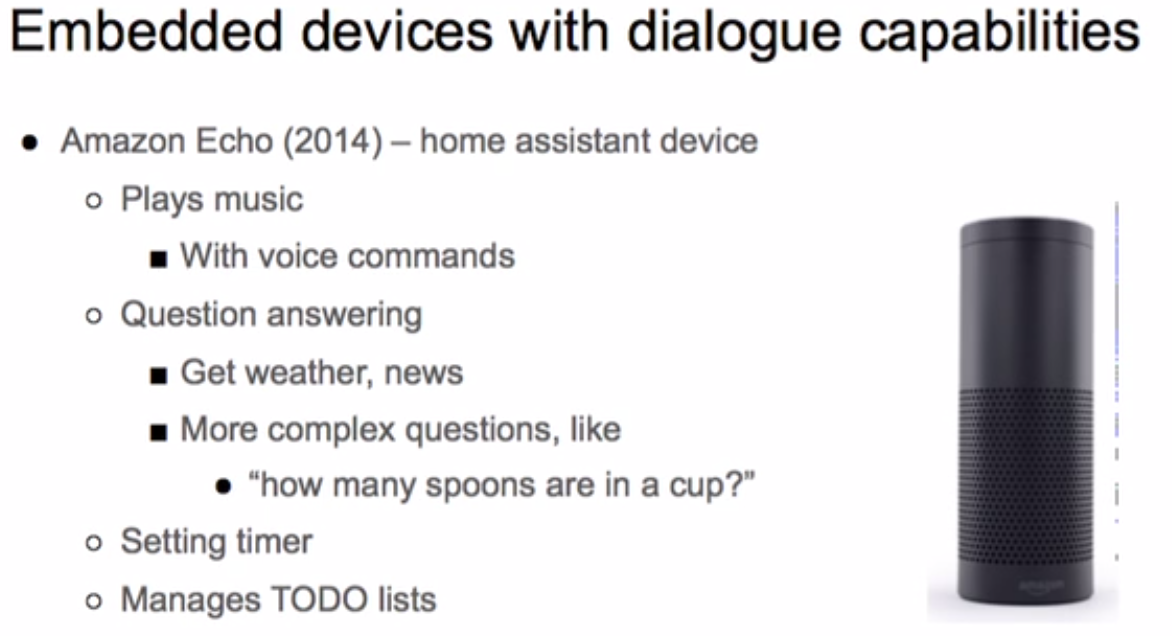 Embedded devices with dialogue capabilities
● Amazon Echo (2014) – home assistant device
○ Plays music
■ With voice commands
○ Question answering
■ Get weather, news
■ More complex questions, like
● “how many spoons are in a cup?”
○ Setting timer
○ Manages TODO lists
amazon